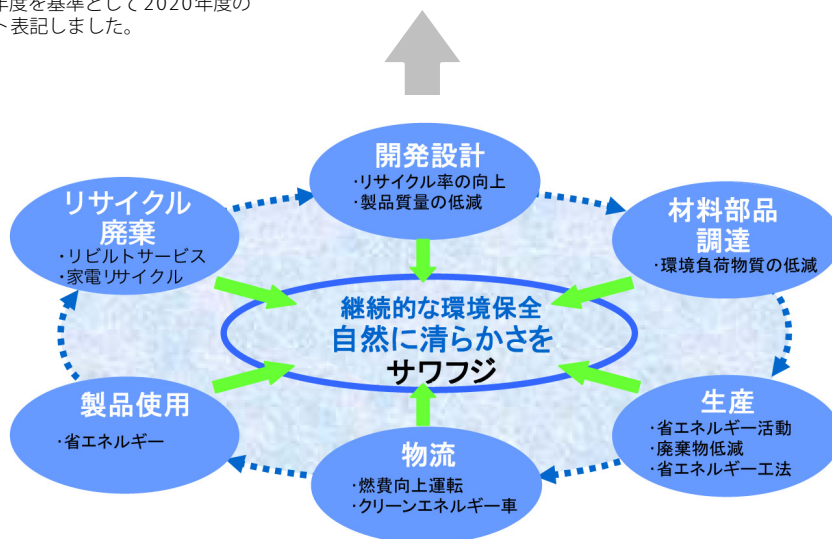 年度を基準として2020年度の
ト表記しました。
開発設計
・リサイクル率の向上
・製品質量の低減
リサイクル
廃棄
・リビルトサービス
・家電リサイクル
材料部品
調達
・環境負荷物質の低減
継続的な環境保全
自然に清らかさを
サワフジ
製品使用
・省エネルギー
生産
・省エネルギー活動
・廃棄物低減
・省エネルギー工法
物流
・燃費向上運転
・クリーンエネルギー車